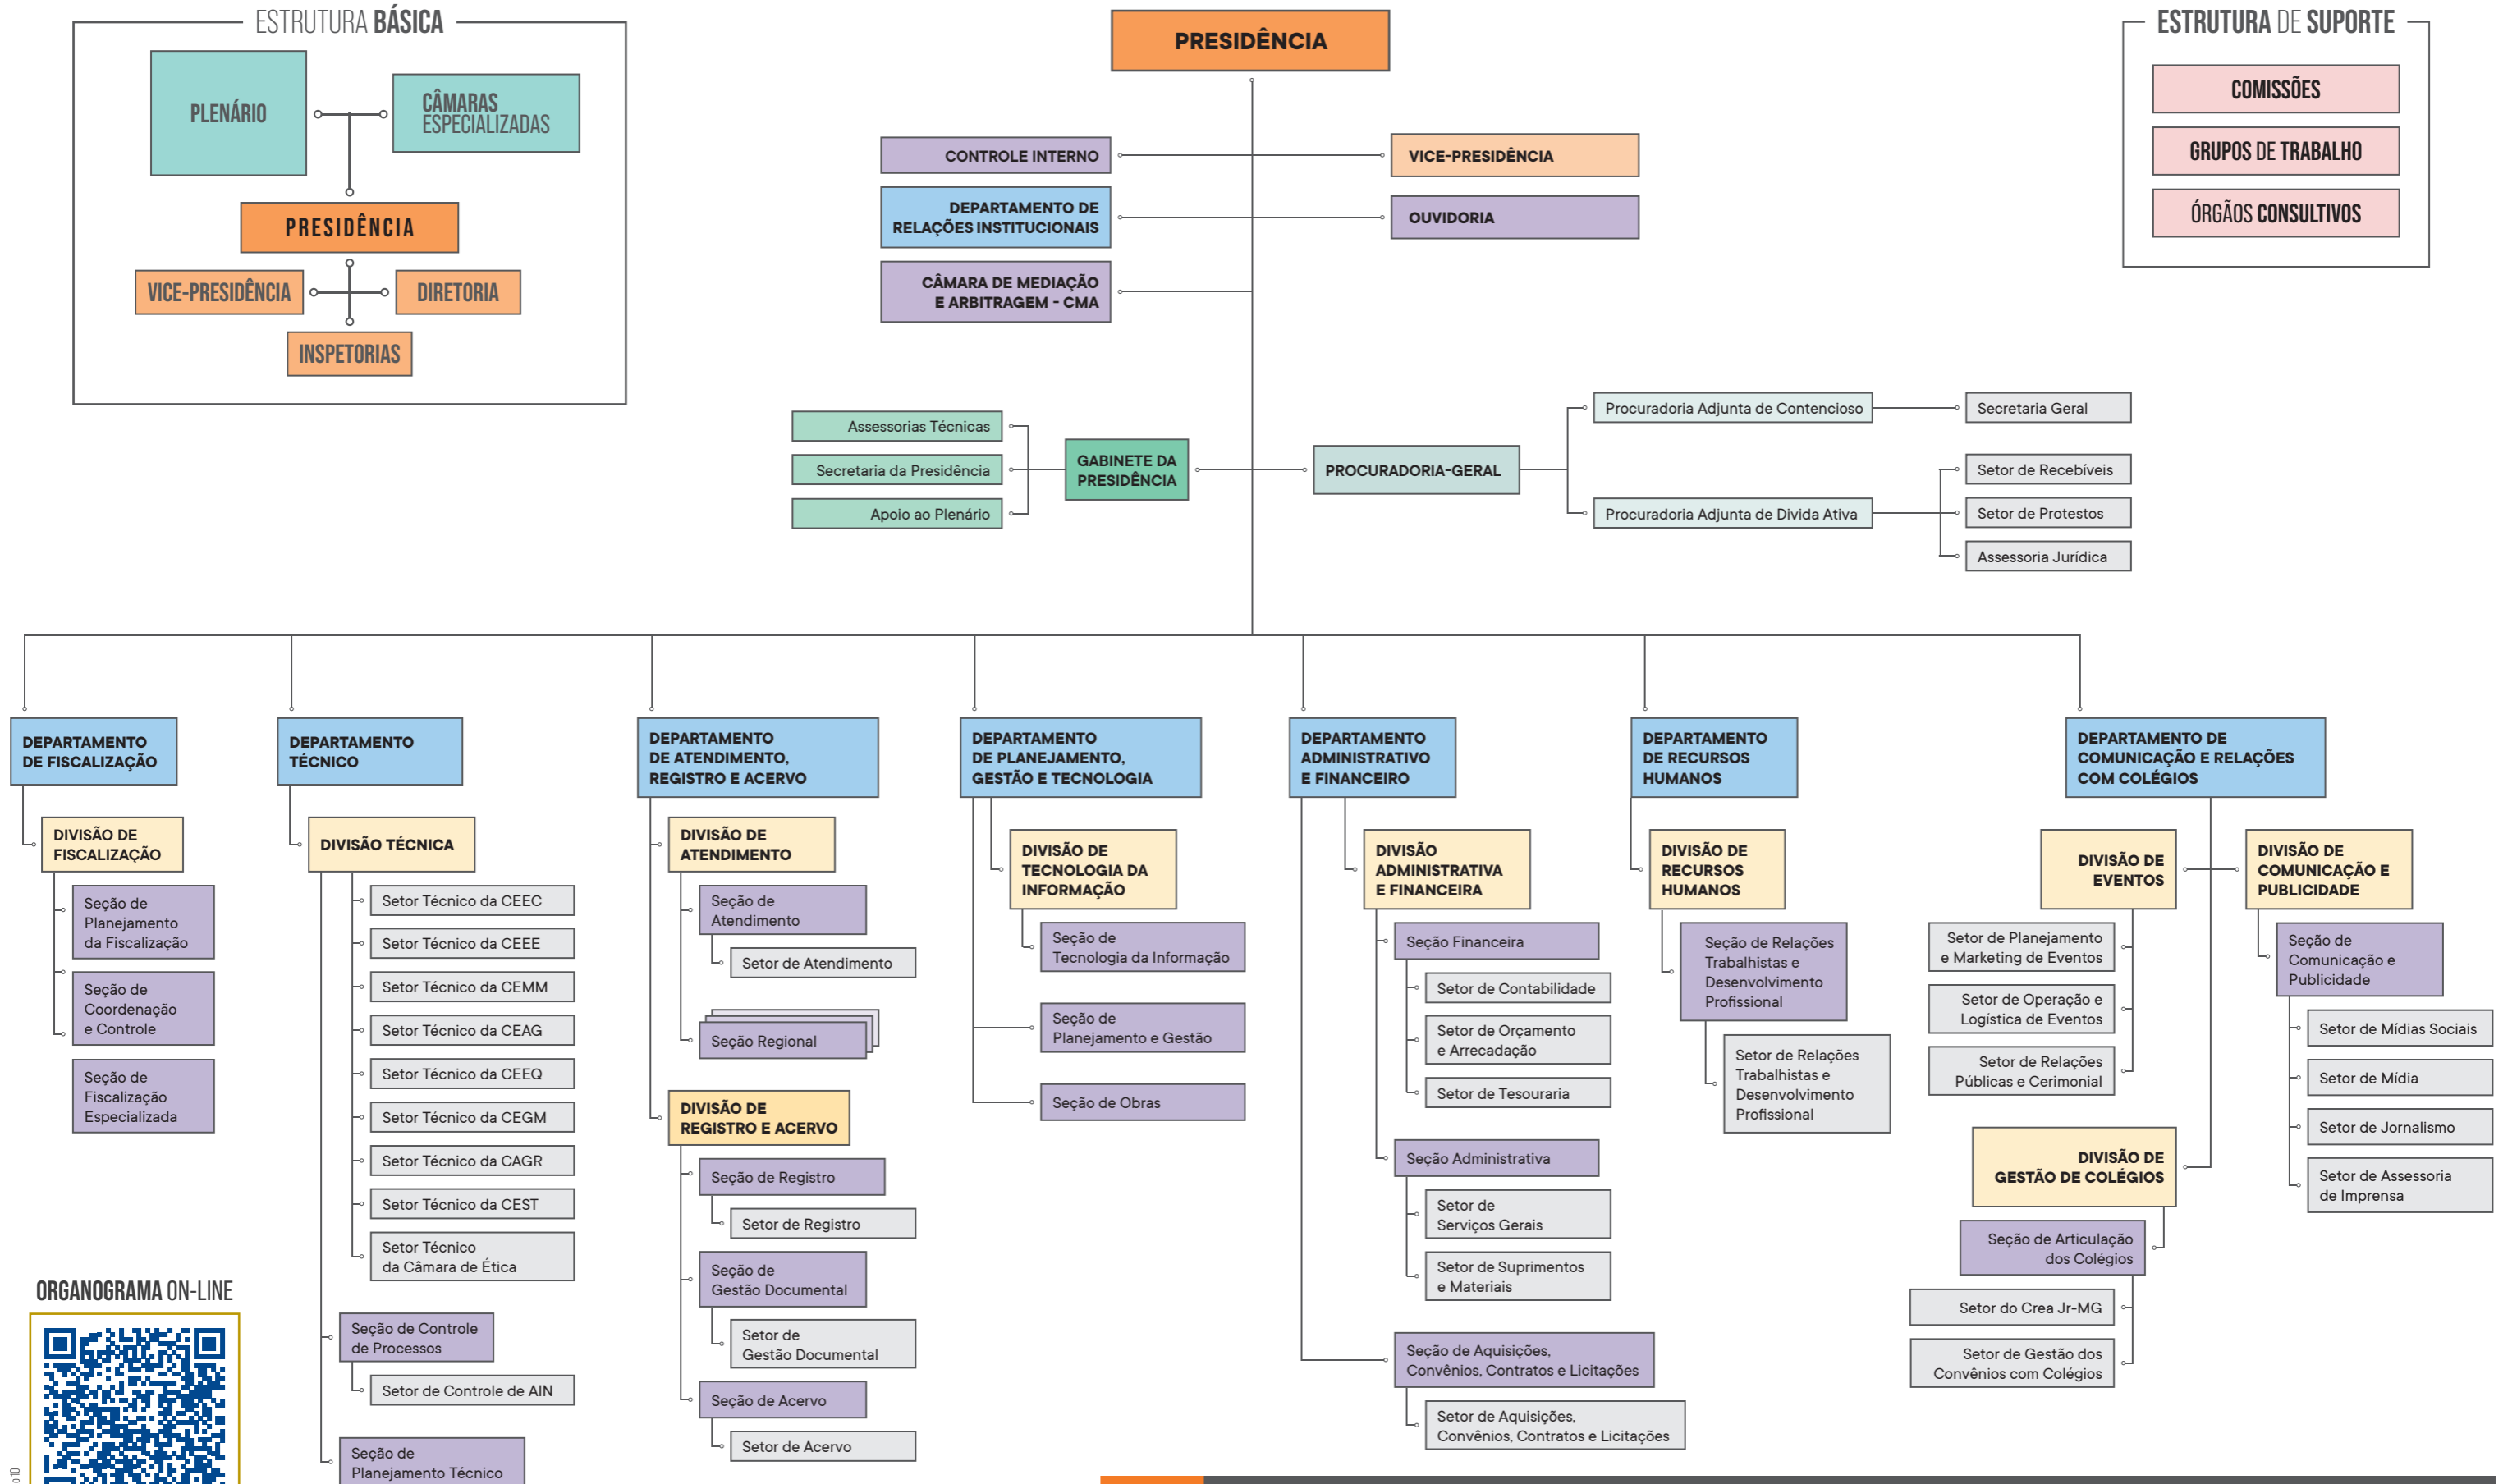 ESTRUTURA BÁSICA
PLENÁRIO
CÂMARAS
ESPECIALIZADAS
PRESIDÊNCIA
VICE-PRESIDÊNCIA
DIRETORIA
INSPETORIAS
PRESIDÊNCIA
CONTROLE INTERNO
VICE-PRESIDÊNCIA
DEPARTAMENTO DE
RELAÇÕES INSTITUCIONAIS
OUVIDORIA
CÂMARA DE MEDIAÇÃO
E ARBITRAGEM - CMA
ESTRUTURA DE SUPORTE
COMISSÕES
GRUPOS DE TRABALHO
ÓRGÃOS CONSULTIVOS
Assessorias Técnicas
Secretaria da Presidência
Apoio ao Plenário
GABINETE DA
PRESIDÊNCIA
PROCURADORIA-GERAL
Procuradoria Adjunta de Contencioso
Secretaria Geral
Procuradoria Adjunta de Divida Ativa
Setor de Recebíveis
Setor de Protestos
Assessoria Jurídica
DEPARTAMENTO
DE FISCALIZAÇÃO
DIVISÃO DE
FISCALIZAÇÃO
Seção de
Planejamento
da Fiscalização
Seção de
Coordenação
e Controle
Seção de
Fiscalização
Especializada
DEPARTAMENTO
TÉCNICO
DIVISÃO TÉCNICA
Setor Técnico da CEEC
Setor Técnico da CEEE
Setor Técnico da CEMM
Setor Técnico da CEAG
Setor Técnico da CEEQ
Setor Técnico da CEGM
Setor Técnico da CAGR
Setor Técnico da CEST
Setor Técnico
da Câmara de Ética
Seção de Controle
de Processos
Setor de Controle de AIN
Seção de
Planejamento Técnico
DEPARTAMENTO
DE ATENDIMENTO,
REGISTRO E ACERVO
DIVISÃO DE
ATENDIMENTO
Seção de
Atendimento
Setor de Atendimento
Seção Regional
DIVISÃO DE
REGISTRO E ACERVO
Seção de Registro
Setor de Registro
Seção de
Gestão Documental
Setor de
Gestão Documental
Seção de Acervo
Setor de Acervo
DEPARTAMENTO
DE PLANEJAMENTO,
GESTÃO E TECNOLOGIA
DIVISÃO DE
TECNOLOGIA DA
INFORMAÇÃO
Seção de
Tecnologia da Informação
Seção de
Planejamento e Gestão
Seção de Obras
DEPARTAMENTO
ADMINISTRATIVO
E FINANCEIRO
DIVISÃO
ADMINISTRATIVA
E FINANCEIRA
Seção Financeira
Setor de Contabilidade
Setor de Orçamento
e Arrecadação
Setor de Tesouraria
Seção Administrativa
Setor de
Serviços Gerais
Setor de Suprimentos
e Materiais
Seção de Aquisições,
Convênios, Contratos e Licitações
Setor de Aquisições,
Convênios, Contratos e Licitações
DEPARTAMENTO
DE RECURSOS
HUMANOS
DIVISÃO DE
RECURSOS
HUMANOS
Seção de Relações
Trabalhistas e
Desenvolvimento
Profissional
Setor de Relações
Trabalhistas e
Desenvolvimento
Profissional
DEPARTAMENTO DE
COMUNICAÇÃO E RELAÇÕES
COM COLÉGIOS
DIVISÃO DE
EVENTOS
Setor de Planejamento
e Marketing de Eventos
Setor de Operação e
Logística de Eventos
Setor de Relações
Públicas e Cerimonial
DIVISÃO DE
GESTÃO DE COLÉGIOS
Seção de Articulação
dos Colégios
Setor do Crea Jr-MG
Setor de Gestão dos
Convênios com Colégios
DIVISÃO DE
COMUNICAÇÃO E
PUBLICIDADE
Seção de
Comunicação e
Publicidade
Setor de Mídias Sociais
Setor de Mídia
Setor de Jornalismo
Setor de Assessoria
de Imprensa
ORGANOGRAMA ON-LINE